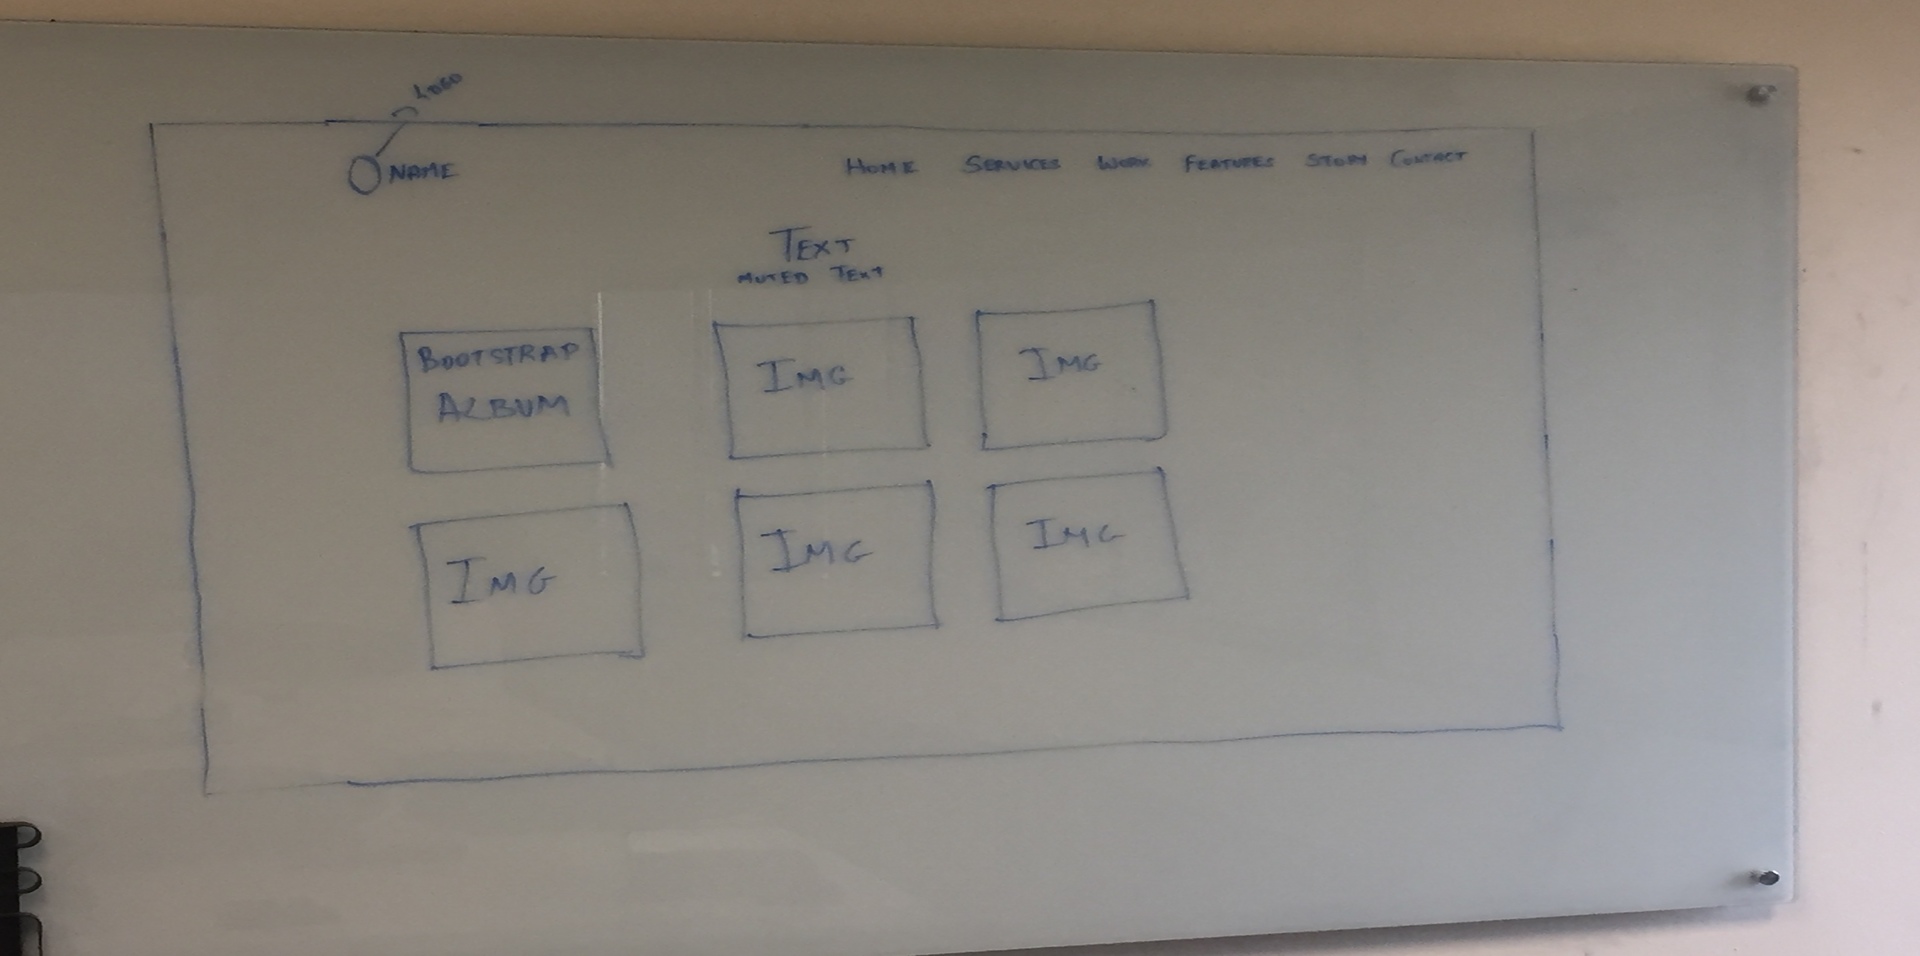 LOGO
NAME
HOME SERVICES WORK FEATURES STORY CONTACT
TEXT
MUTED TEXT
BOOTSTRAP
ALBUM
IMG
IMG
IMG
IMG
IMG